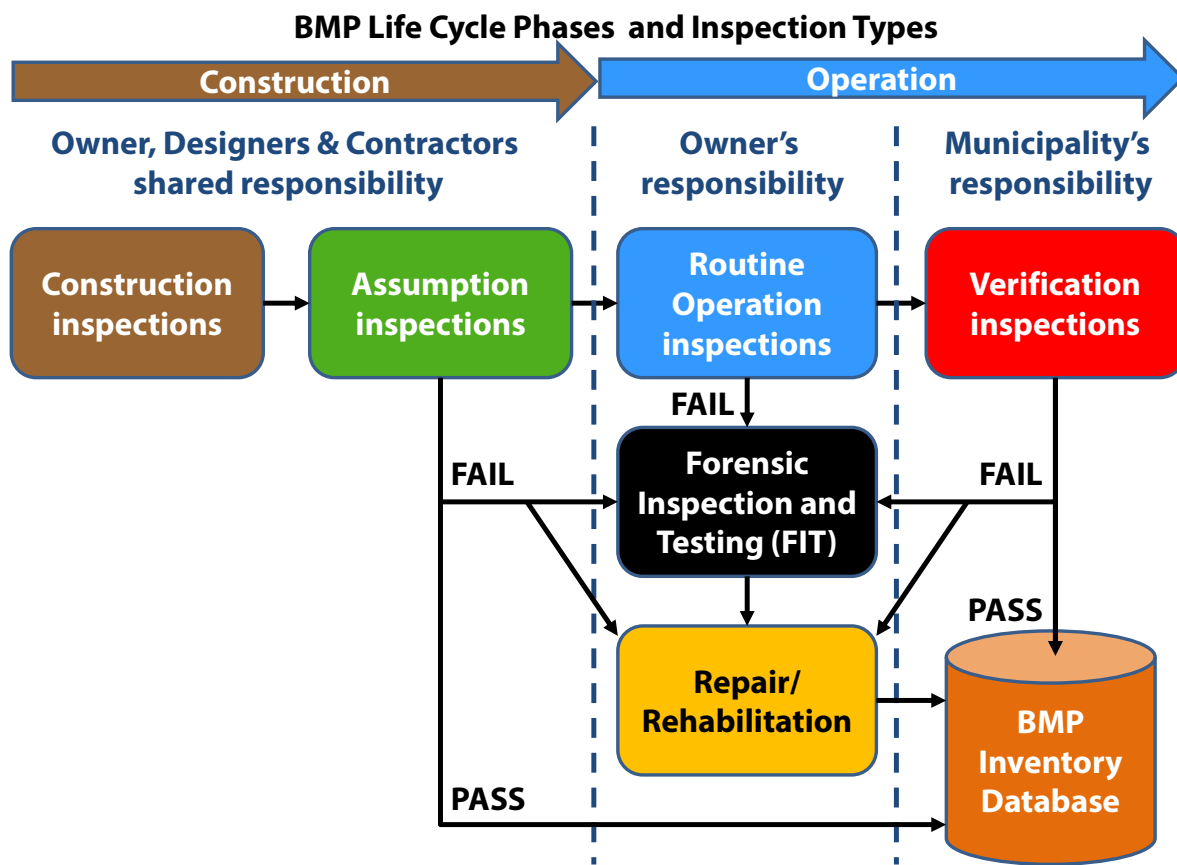 BMP Life Cycle Phases and Inspection Types
Construction
Operation
Owner, Designers & Contractors
shared responsibility
Owner's
responsibility
Municipality's
responsibility
Construction
inspections
Assumption
inspections
Routine
Operation
inspections
Verification
inspections
FAIL
FAIL
Forensic
Inspection and
Testing (FIT)
FAIL
PASS
Repair/
Rehabilitation
BMP
Inventory
Database
PASS